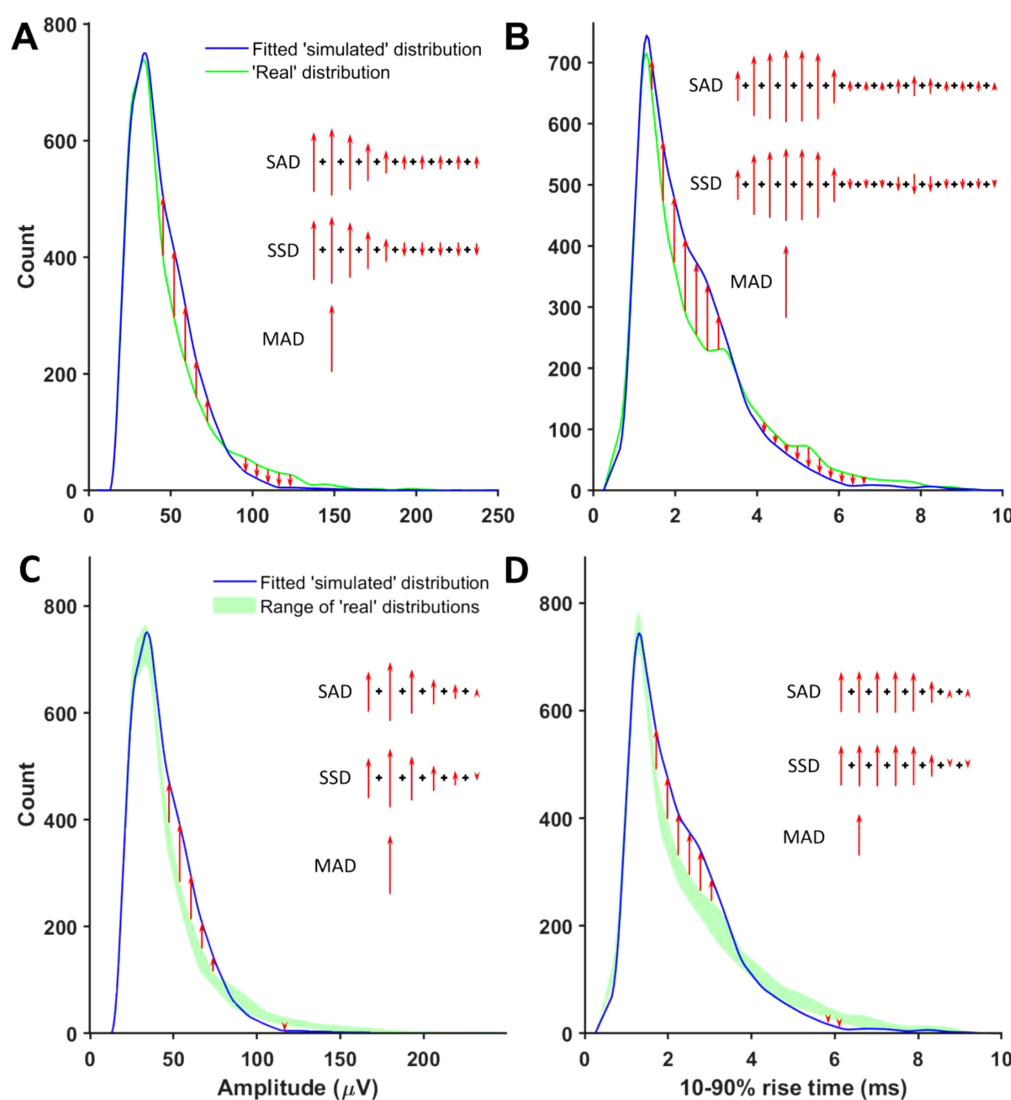 A
800
600
400
200
0
Count
Fitted 'simulated' distribution
'Real' distribution
SAD
SSD
MAD
0 50 100 150 200 250
B
700
600
500
400
300
200
100
0
SAD
SSD
MAD
0 2 4 6 8 10
C
800
600
400
200
0
Count
Fitted 'simulated' distribution
Range of 'real' distributions
SAD
SSD
MAD
0 50 100 150 200
Amplitude (μV)
D
800
600
400
200
0
SAD
SSD
MAD
0 2 4 6 8 10
10-90% rise time (ms)